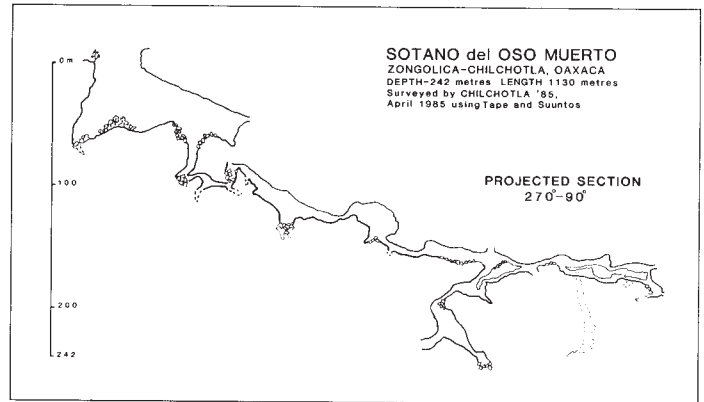 SOTANO del OSO MUERTO
ZONGOLICA-CHILCHOTLA, OAXACA
DEPTH-242 metres LENGTH 1130 metres
Surveyed by CHILCHOTLA '85,
April 1985 using Tape and Suuntos
PROJECTED SECTION
270°-90°
0m
100
200
242